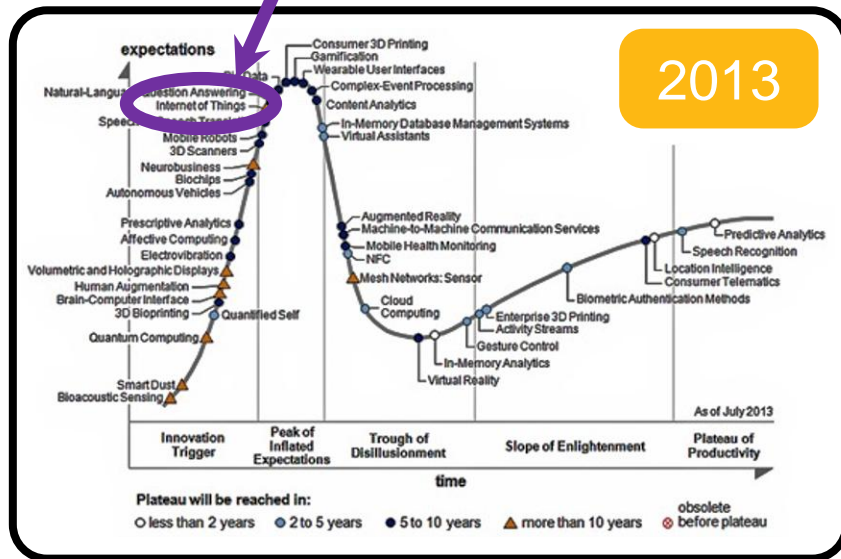 2013
expectations
Consumer 3D Printing
Gamification
Wearable User Interfaces
Data
Complex-Event Processing
Natural-Language Question Answering
Internet of Things
Content Analytics
In-Memory Database Management Systems
Virtual Assistants
Mobile Robots
3D Scanners
Neurobusiness
Biochips
Autonomous Vehicles
Prescriptive Analytics
Affective Computing
Electrovibration
Volumetric and Holographic Displays
Human Augmentation
Brain-Computer Interface
3D Bioprinting
Quantified Self
Quantum Computing
Smart Dust
Bioacoustic Sensing
Augmented Reality
Machine-to-Machine Communication Services
Mobile Health Monitoring
NFC
Mesh Networks: Sensor
Cloud
Computing
Enterprise 3D Printing
Activity Streams
Gesture Control
In-Memory Analytics
Virtual Reality
Predictive Analytics
Speech Recognition
Location Intelligence
Consumer Telematics
Biometric Authentication Methods
As of July 2013
Innovation
Trigger
Peak of
Inflated
Expectations
Trough of
Disillusionment
Slope of Enlightenment
Plateau of
Productivity
time
Plateau will be reached in:
less than 2 years
2 to 5 years
5 to 10 years
more than 10 years
obsolete
before plateau